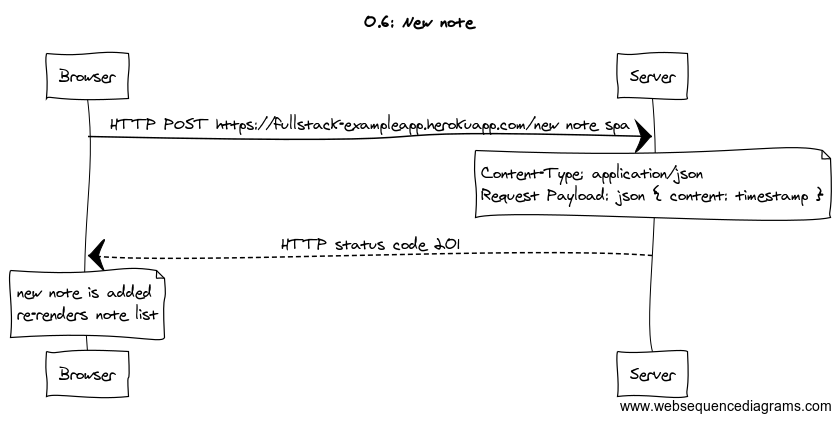 0.6: New note
Browser
Server
HTTP POST https://fullstack-exampleapp.herokuapp.com/new note spa
Content-Type: application/json
Request Payload: json { content: timestamp }
HTTP status code 201
new note is added
re-renders note list
Browser
Server
www.websequencediagrams.com